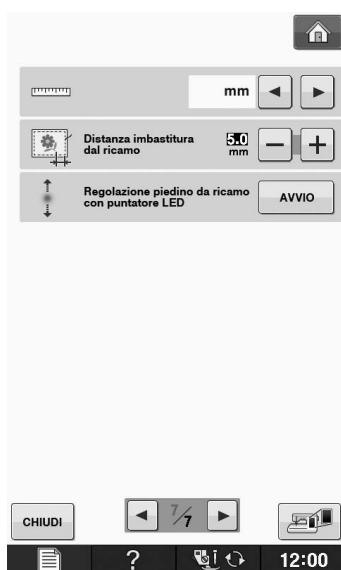 mm
Distanza imbastitura
dal ricamo
5.0
mm
Regolazione piedino da ricamo
con puntatore LED
AVVIO
CHIUDI
7/7
?
12:00